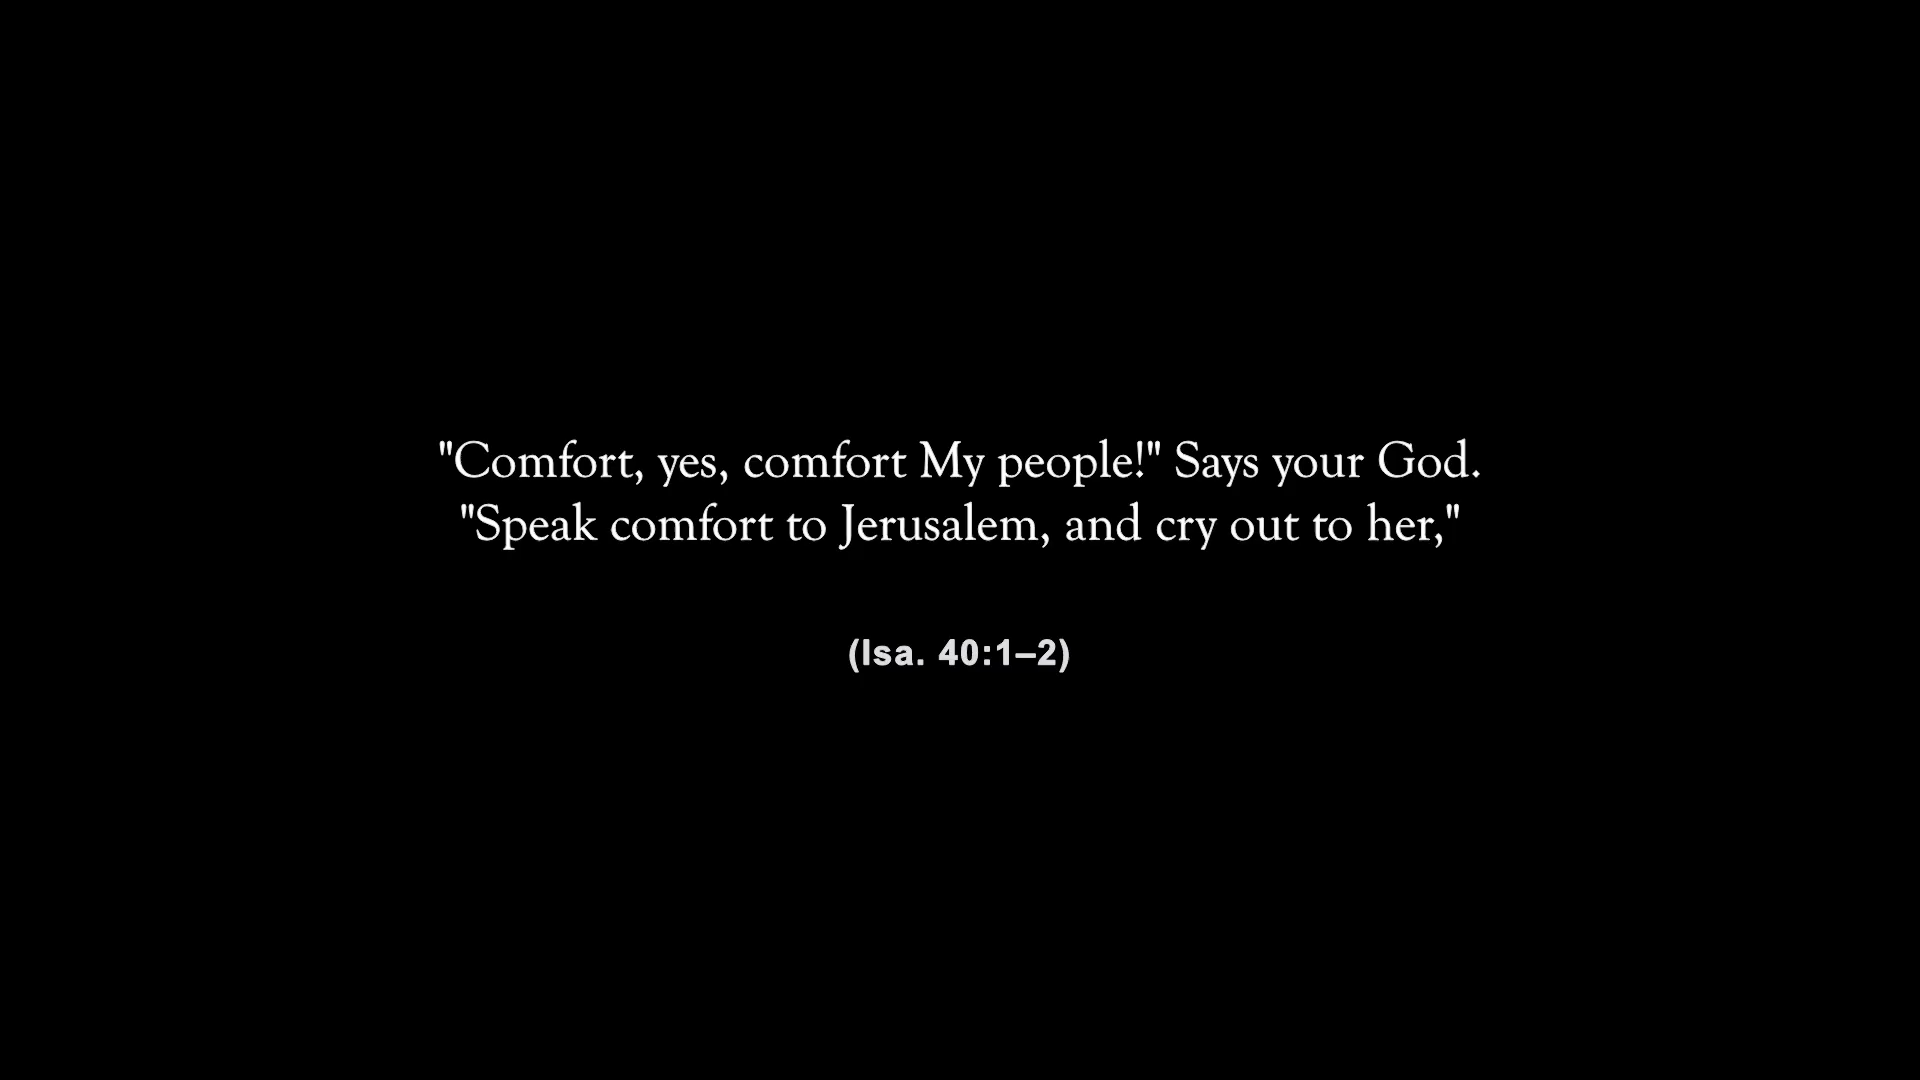 "Comfort, yes, comfort My people!" Says your God.
"Speak comfort to Jerusalem, and cry out to her,"
(Isa. 40:1–2)